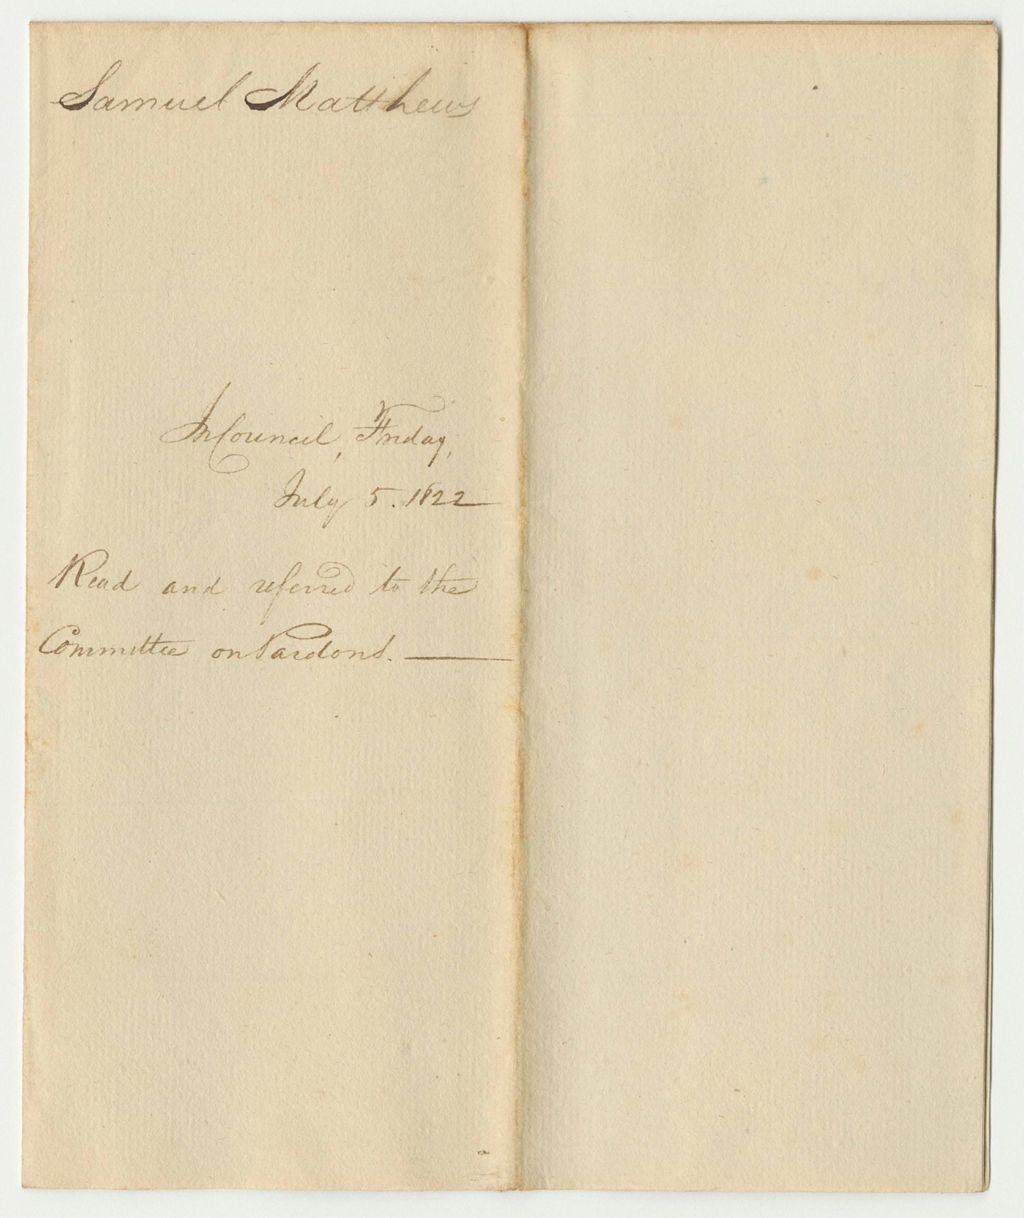 Samuel Matthews
In Council, Friday,
July 5. 1822
Read and referred to the
Committee on Pardons.